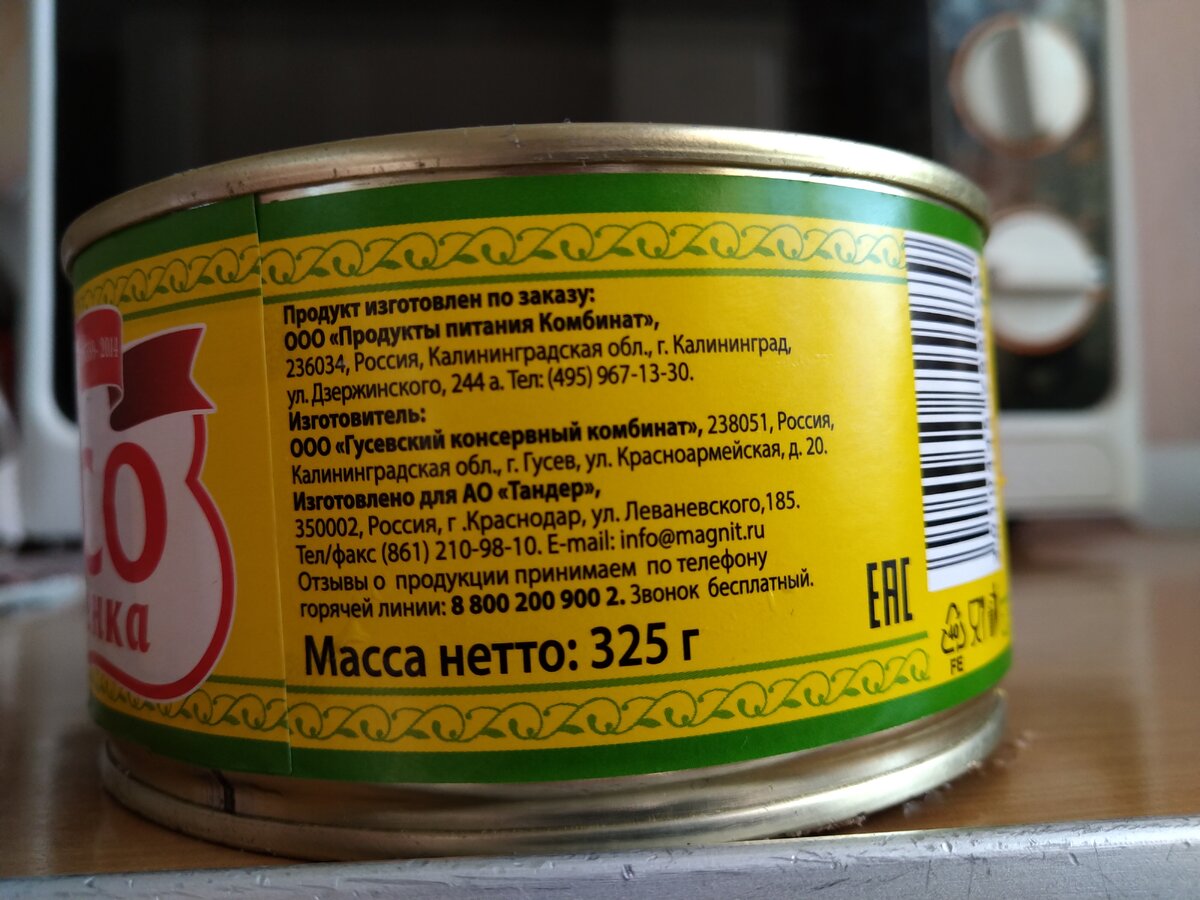 Продукт изготовлен по заказу:
ООО «Продукты питания Комбинат»,
236034, Россия, Калининградская обл., г. Калининград,
ул. Дзержинского, 244 а. Тел: (495) 967-13-30.
Изготовитель:
ООО «Гусевский консервный комбинат», 238051, Россия,
Калининградская обл., г. Гусев, ул. Красноармейская, д. 20.
Изготовлено для АО «Тандер»,
350002, Россия, г .Краснодар, ул. Леваневского,185.
Тел/факс (861) 210-98-10. E-mail: info@magnit.ru
Отзывы о продукции принимаем по телефону
горячей линии: 8 800 200 900 2. Звонок бесплатный.
Масса нетто: 325 г
EAC
40
FE